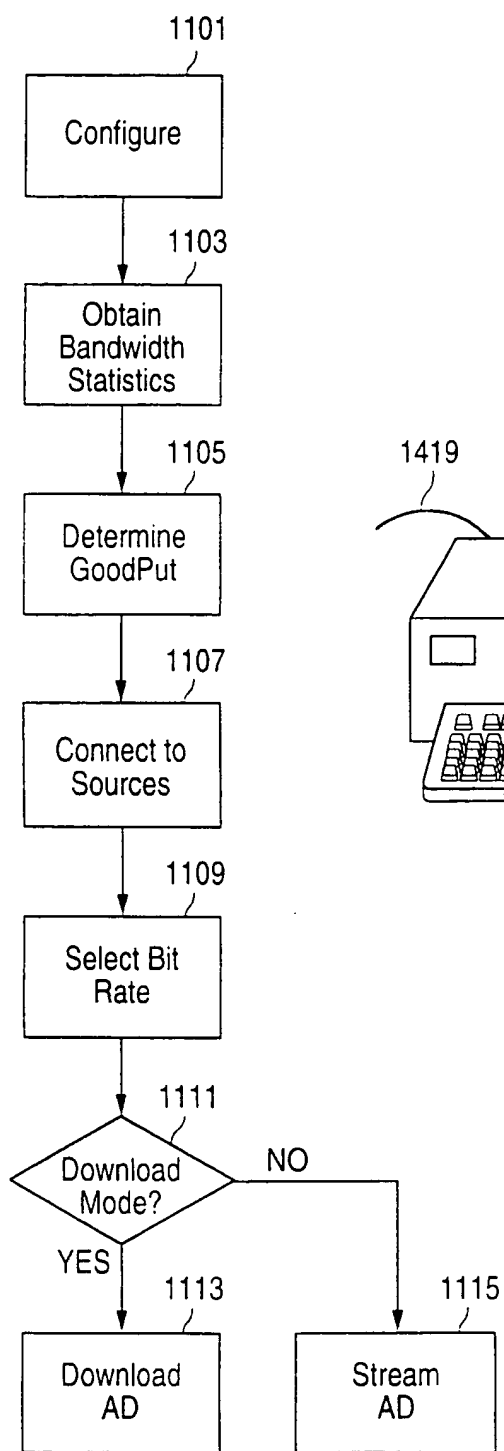 1101
Configure
1103
Obtain
Bandwidth
Statistics
1105
Determine
GoodPut
1419
1107
Connect to
Sources
1109
Select Bit
Rate
1111
Download
Mode?
NO
YES
1113
Download
AD
1115
Stream
AD